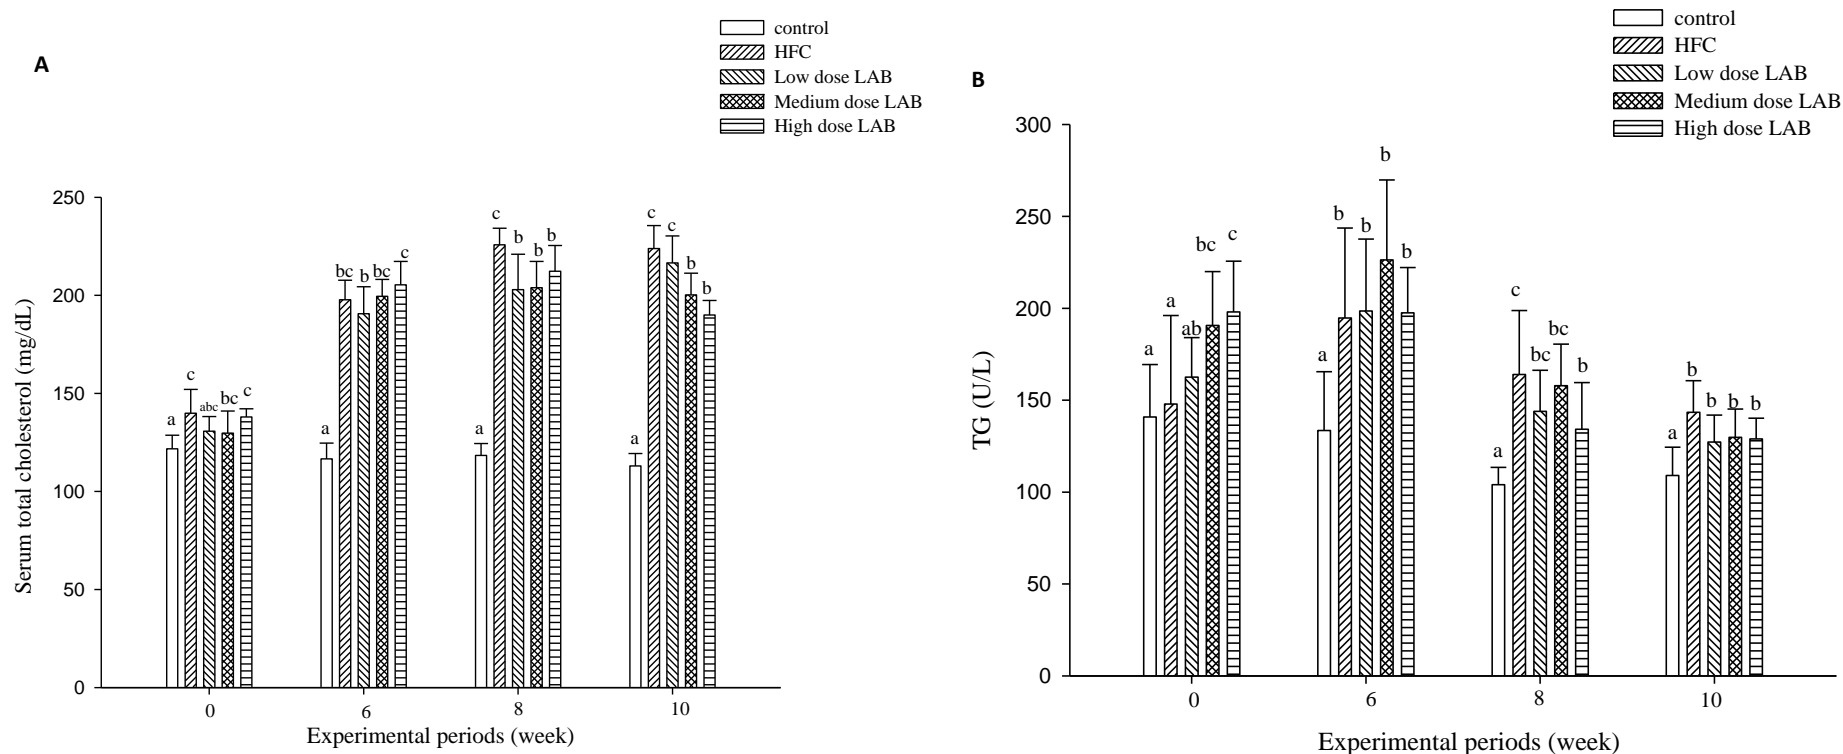 A
control
HFC
Low dose LAB
Medium dose LAB
High dose LAB
Serum total cholesterol (mg/dL)
250
200
150
100
50
0
a
c
abc
bc
c
a
bc
b
bc
c
a
c
b
b
b
a
c
c
b
b
0
6
8
10
Experimental periods (week)
B
control
HFC
Low dose LAB
Medium dose LAB
High dose LAB
TG (U/L)
300
250
200
150
100
50
0
a
a
ab
bc
c
a
b
b
b
b
a
c
bc
bc
b
a
b
b
b
b
0
6
8
10
Experimental periods (week)